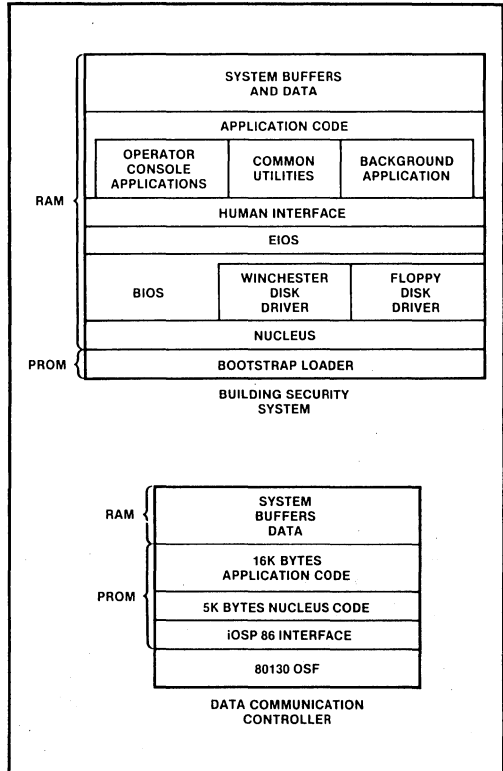 SYSTEM BUFFERS
AND DATA
APPLICATION CODE
OPERATOR
CONSOLE
APPLICATIONS
COMMON
UTILITIES
BACKGROUND
APPLICATION
RAM
HUMAN INTERFACE
EIOS
BIOS
WINCHESTER
DISK
DRIVER
FLOPPY
DISK
DRIVER
NUCLEUS
PROM
BOOTSTRAP LOADER
BUILDING SECURITY
SYSTEM
RAM
SYSTEM
BUFFERS
DATA
PROM
16K BYTES
APPLICATION CODE
5K BYTES NUCLEUS CODE
iOSP 86 INTERFACE
80130 OSF
DATA COMMUNICATION
CONTROLLER